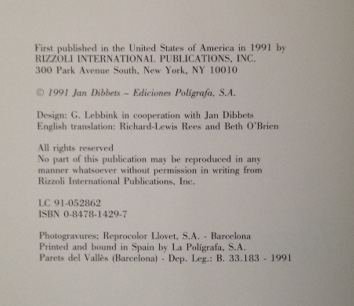 First published in the United States of America in 1991 by
RIZZOLI INTERNATIONAL PUBLICATIONS, INC.
300 Park Avenue South, New York, NY 10010
© 1991 Jan Dibbets – Ediciones Polígrafa, S.A.
Design: G. Lebbink in cooperation with Jan Dibbets
English translation: Richard-Lewis Rees and Beth O'Brien
All rights reserved
No part of this publication may be reproduced in any
manner whatsoever without permission in writing from
Rizzoli International Publications, Inc.
LC 91-052862
ISBN 0-8478-1429-7
Photogravures: Reprocolor Llovet, S.A. - Barcelona
Printed and bound in Spain by La Polígrafa, S.A.
Parets del Vallès (Barcelona) - Dep. Leg.: B. 33.183 - 1991